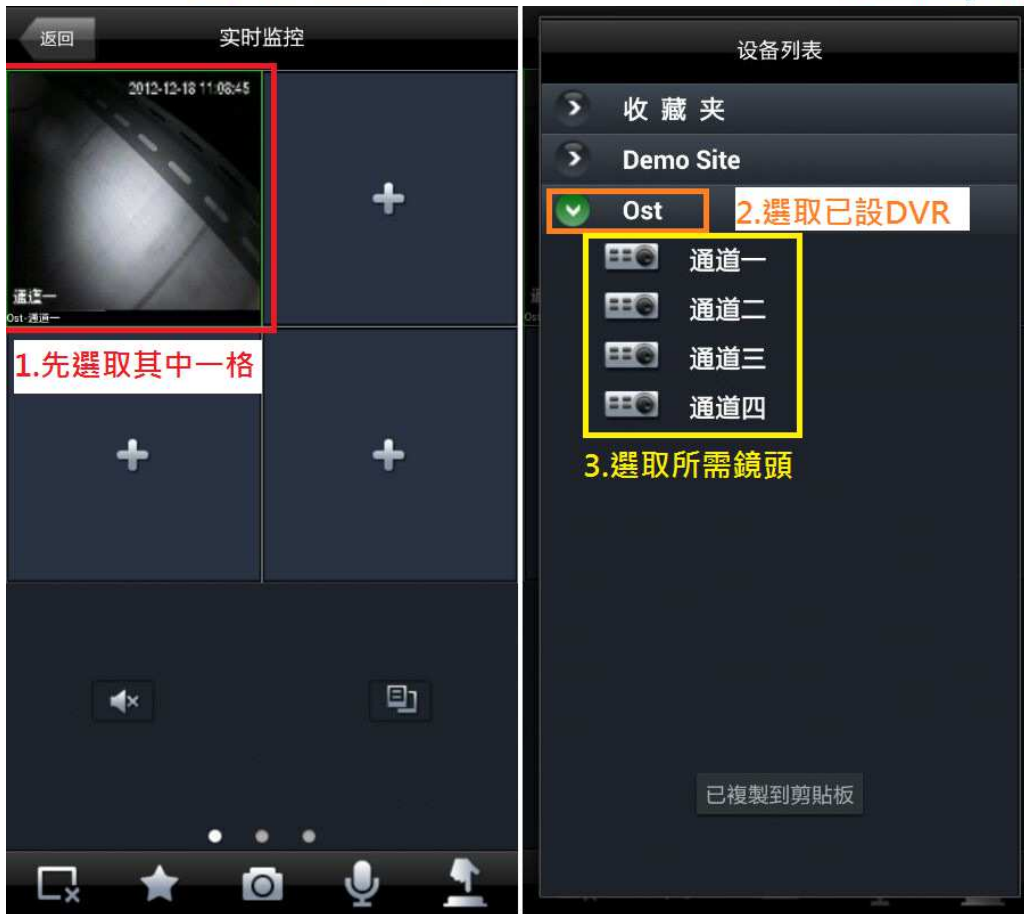 返回
实时监控
2012-12-18 11:08:45
通道一
Ost-通道一
1.先選取其中一格
设备列表
收藏夹
Demo Site
Ost
2.選取已設DVR
通道一
通道二
通道三
通道四
3.選取所需鏡頭
已複製到剪貼板